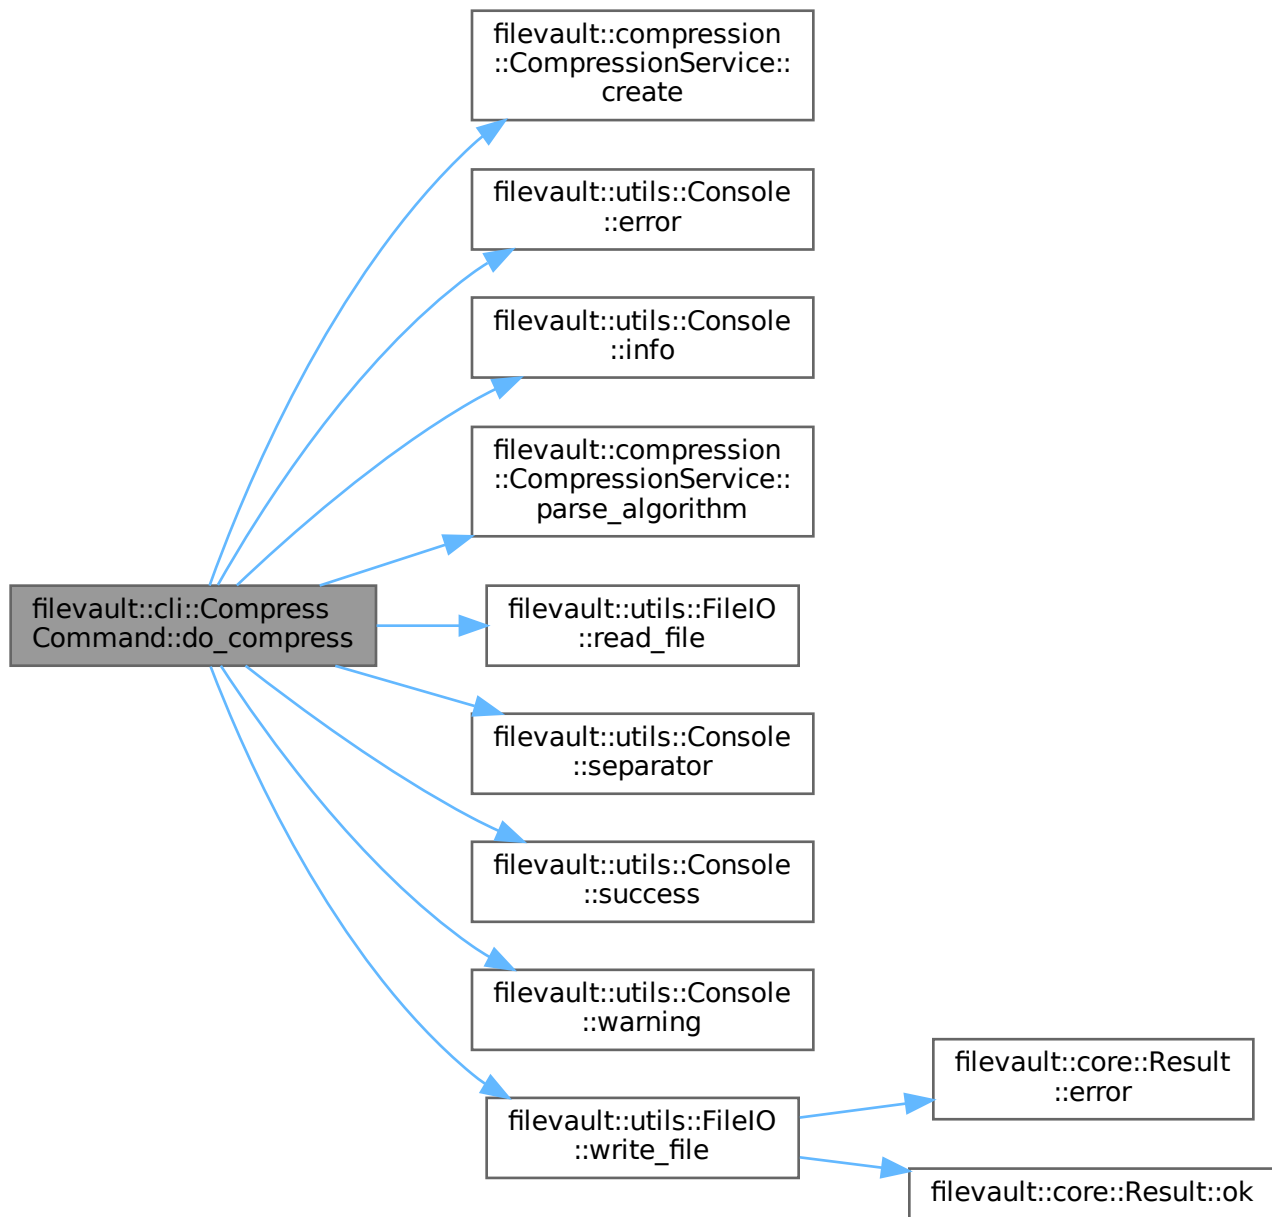 filevault::compression
::CompressionService::
create
filevault::utils::Console
::error
filevault::utils::Console
::info
filevault::compression
::CompressionService::
parse_algorithm
filevault::cli::Compress
Command::do_compress
filevault::utils::FileIO
::read_file
filevault::utils::Console
::separator
filevault::utils::Console
::success
filevault::utils::Console
::warning
filevault::utils::FileIO
::write_file
filevault::core::Result
::error
filevault::core::Result::ok